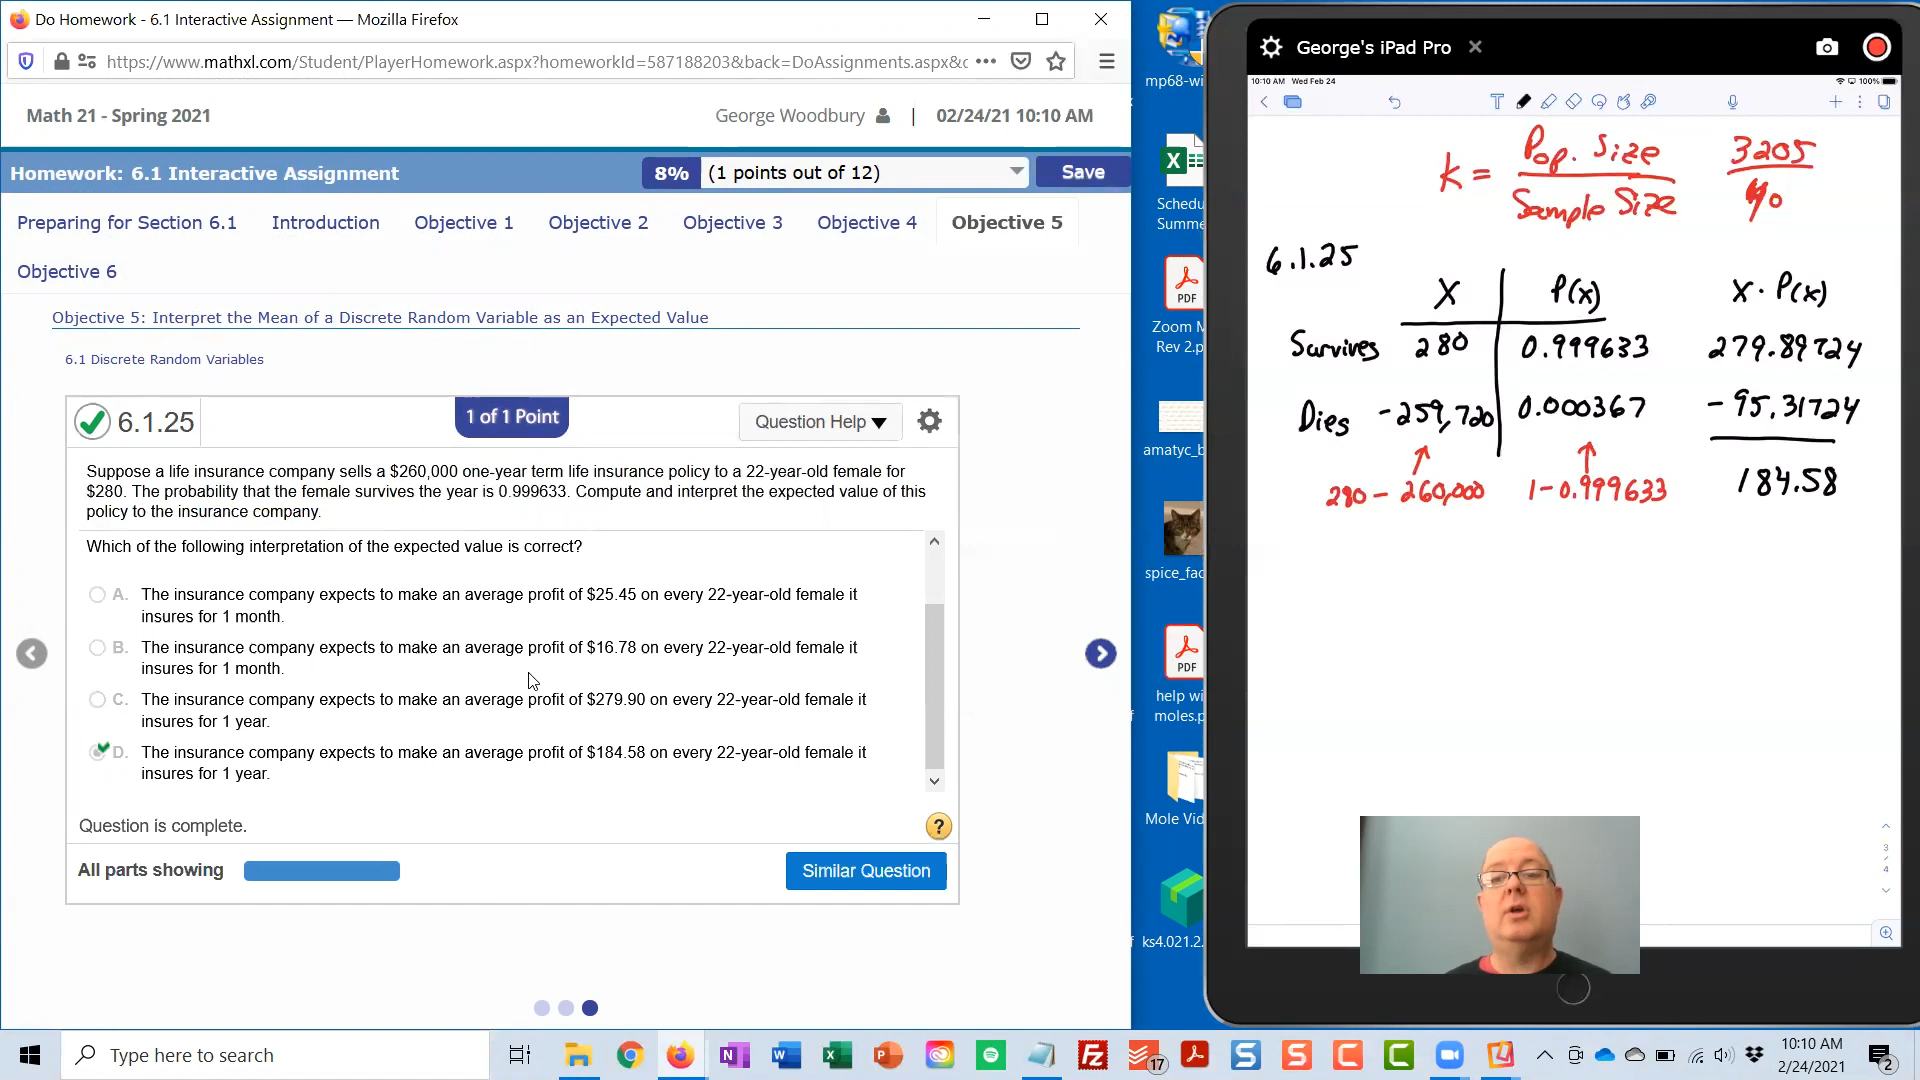 Do Homework - 6.1 Interactive Assignment — Mozilla Firefox
https://www.mathxl.com/Student/PlayerHomework.aspx?homeworkId=587188203&back=DoAssignments.aspx&c
Math 21 - Spring 2021
George Woodbury | 02/24/21 10:10 AM
Homework: 6.1 Interactive Assignment
8% (1 points out of 12)
Save
Preparing for Section 6.1 Introduction Objective 1 Objective 2 Objective 3 Objective 4 Objective 5
Objective 6
Objective 5: Interpret the Mean of a Discrete Random Variable as an Expected Value
6.1 Discrete Random Variables
6.1.25
1 of 1 Point
Question Help
Suppose a life insurance company sells a $260,000 one-year term life insurance policy to a 22-year-old female for
$280. The probability that the female survives the year is 0.999633. Compute and interpret the expected value of this
policy to the insurance company.
Which of the following interpretation of the expected value is correct?
A. The insurance company expects to make an average profit of $25.45 on every 22-year-old female it
insures for 1 month.
B. The insurance company expects to make an average profit of $16.78 on every 22-year-old female it
insures for 1 month.
C. The insurance company expects to make an average profit of $279.90 on every 22-year-old female it
insures for 1 year.
D. The insurance company expects to make an average profit of $184.58 on every 22-year-old female it
insures for 1 year.
Question is complete.
?
All parts showing
Similar Question
mp68-wi
Schedu
Summe
PDF
Zoom M
Rev 2.p
amatyc_b
spice_fac
PDF
help wi
moles.p
Mole Vid
ks4.021.2.
George's iPad Pro
10:10 AM Wed Feb 24
100%
k = Pop. Size 3205
Sample Size 40
6.1.25
X P(x) X · P(x)
Survives 280 0.999633 279.89724
Dies -259,720 0.000367 -95.31724
280 - 260,000 1-0.999633 184.58
3
/
4
Type here to search
17
10:10 AM
2/24/2021
2